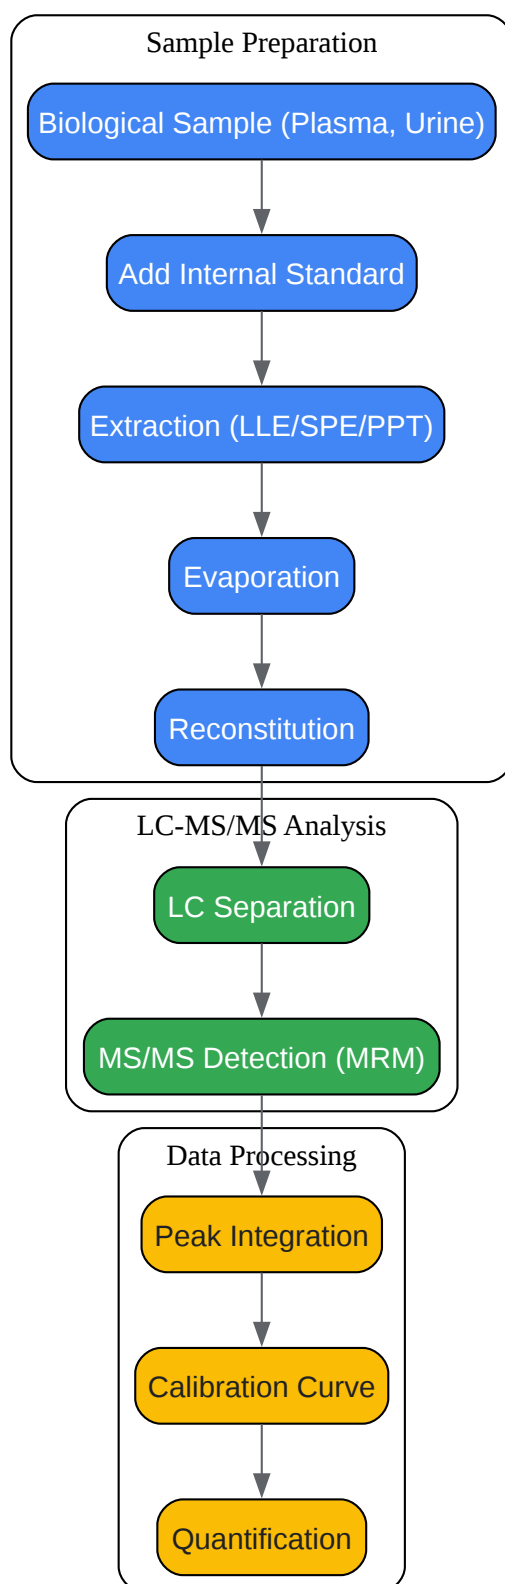 Sample Preparation
Biological Sample (Plasma, Urine)
Add Internal Standard
Extraction (LLE/SPE/PPT)
Evaporation
Reconstitution
LC-MS/MS Analysis
LC Separation
MS/MS Detection (MRM)
Data Processing
Peak Integration
Calibration Curve
Quantification